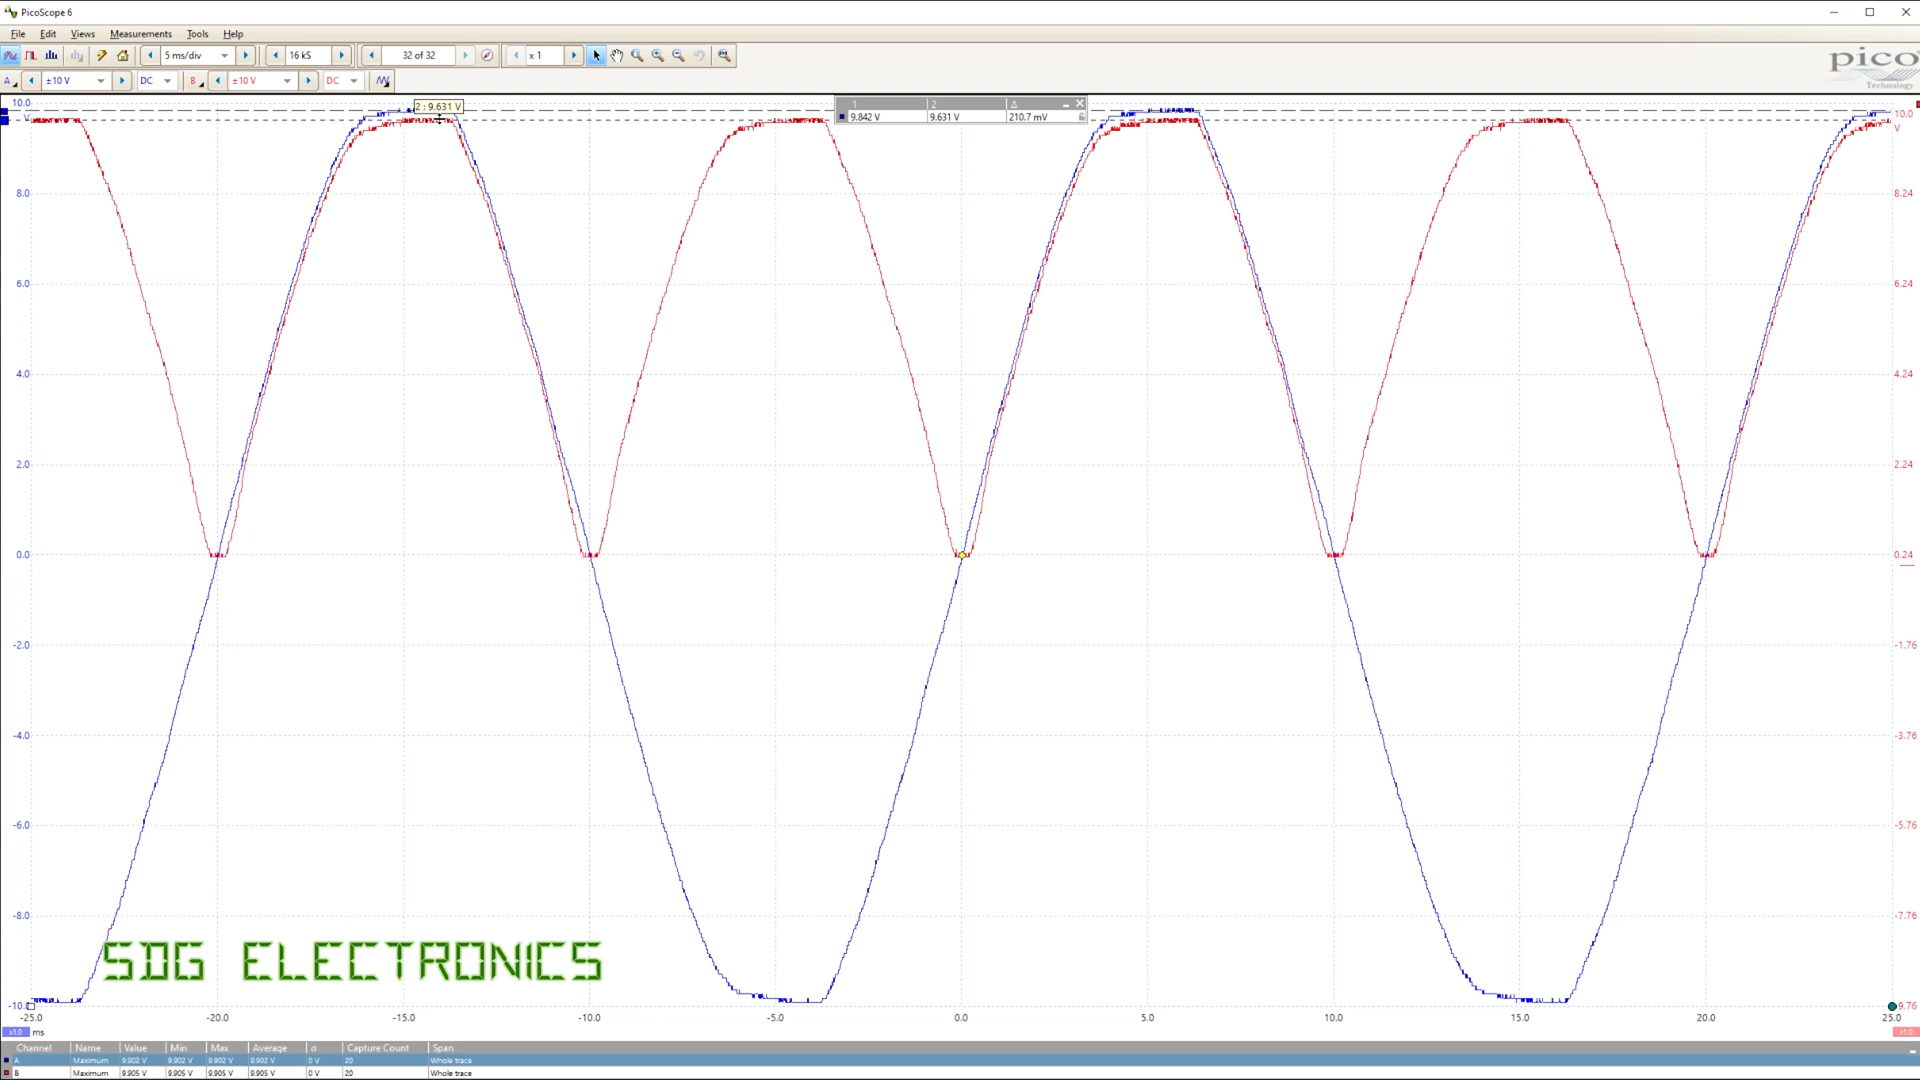 PicoScope 6
File Edit Views Measurements Tools Help
5 ms/div 16 kS 32 of 32 x 1
pico
Technology
A ±10 V DC B ±10 V DC
10.0 2 : 9.631 V 1 2 Δ
V 9.842 V 9.631 V 210.7 mV 10.0
V
8.0 8.24
6.0 6.24
4.0 4.24
2.0 2.24
0.0 0.24
-2.0 -1.76
-4.0 -3.76
-6.0 -5.76
-8.0 -7.76
SDG ELECTRONICS
-10.0 -9.76
-25.0 -20.0 -15.0 -10.0 -5.0 0.0 5.0 10.0 15.0 20.0 25.0
x1.0 ms x1.0
Channel Name Value Min Max Average σ Capture Count Span
A Maximum 9.902 V 9.902 V 9.902 V 9.902 V 0 V 20 Whole trace
B Maximum 9.905 V 9.905 V 9.905 V 9.905 V 0 V 20 Whole trace